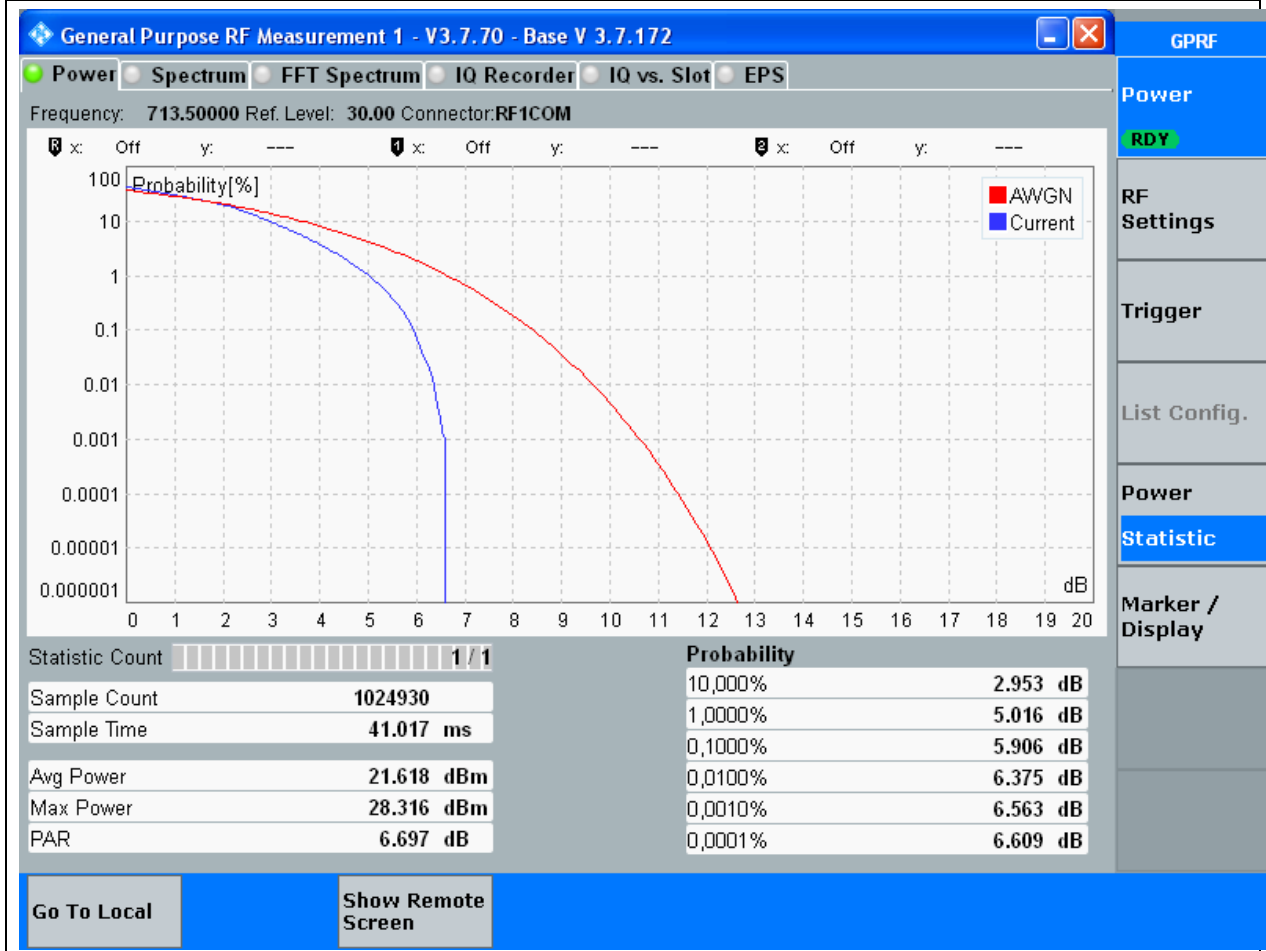 General Purpose RF Measurement 1 - V3.7.70 - Base V 3.7.172
GPRF
Power Spectrum FFT Spectrum IQ Recorder IQ vs. Slot EPS
Frequency: 713.50000 Ref. Level: 30.00 Connector:RF1COM
R x: Off y: --- 1 x: Off y: --- 2 x: Off y: ---
Probability[%]
AWGN
Current
100
10
1
0.1
0.01
0.001
0.0001
0.00001
0.000001
dB
0 1 2 3 4 5 6 7 8 9 10 11 12 13 14 15 16 17 18 19 20
Statistic Count 1 / 1
Sample Count 1024930
Sample Time 41.017 ms
Avg Power 21.618 dBm
Max Power 28.316 dBm
PAR 6.697 dB
Probability
10,000% 2.953 dB
1,0000% 5.016 dB
0,1000% 5.906 dB
0,0100% 6.375 dB
0,0010% 6.563 dB
0,0001% 6.609 dB
Power
RDY
RF
Settings
Trigger
List Config.
Power
Statistic
Marker /
Display
Go To Local
Show Remote
Screen